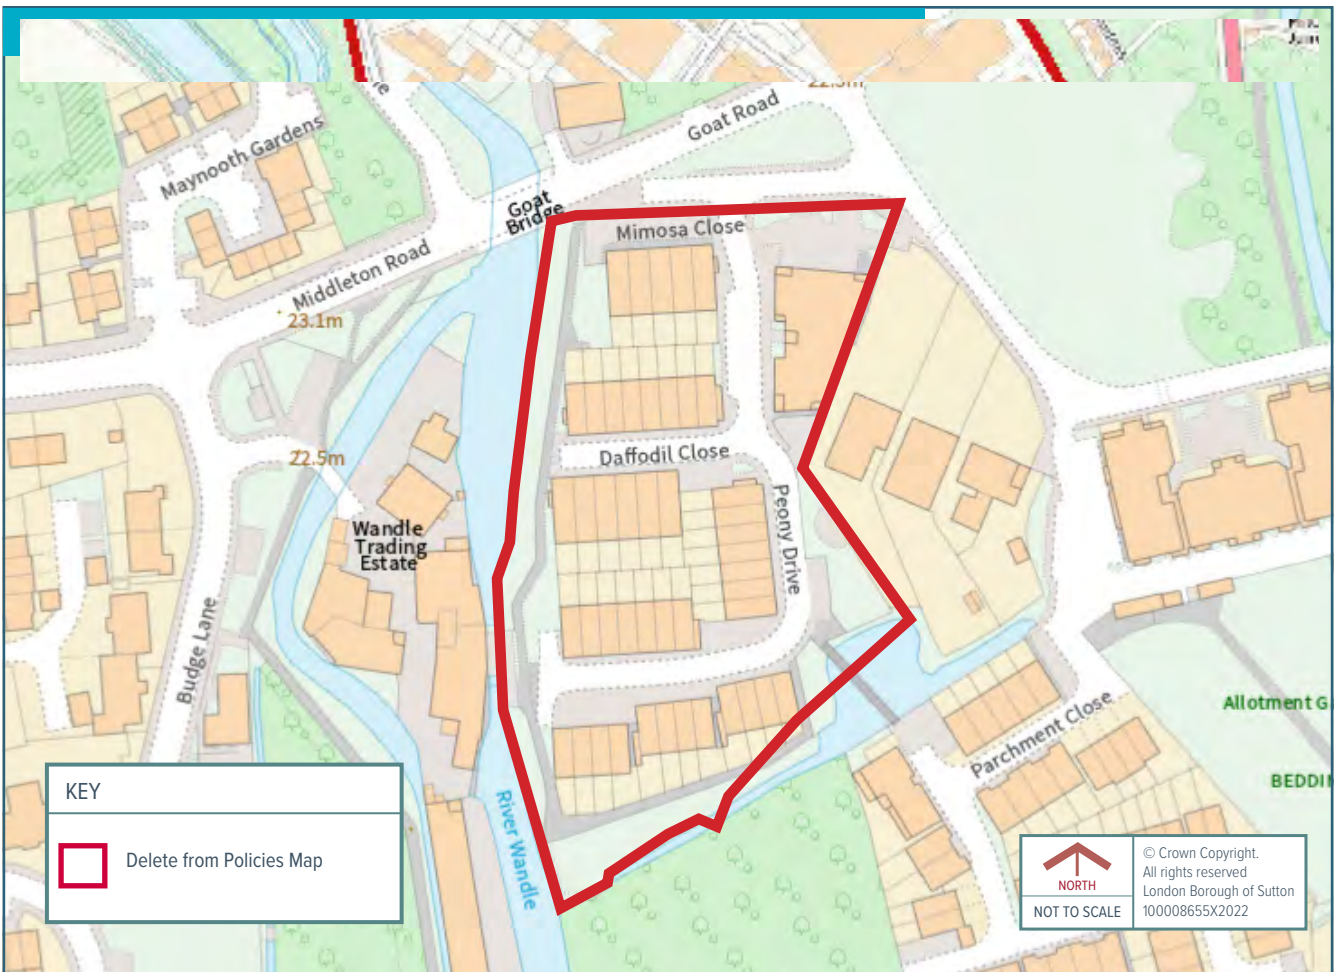 Maynooth Gardens
Goat Road
Goat
Bridge
Mimosa Close
Middleton Road
23.1m
22.5m
Daffodil Close
Peony Drive
Wandle
Trading
Estate
Budge Lane
River Wandle
Parchment Close
Allotment G
BEDDI
KEY
Delete from Policies Map
NORTH
NOT TO SCALE
© Crown Copyright.
All rights reserved
London Borough of Sutton
100008655X2022